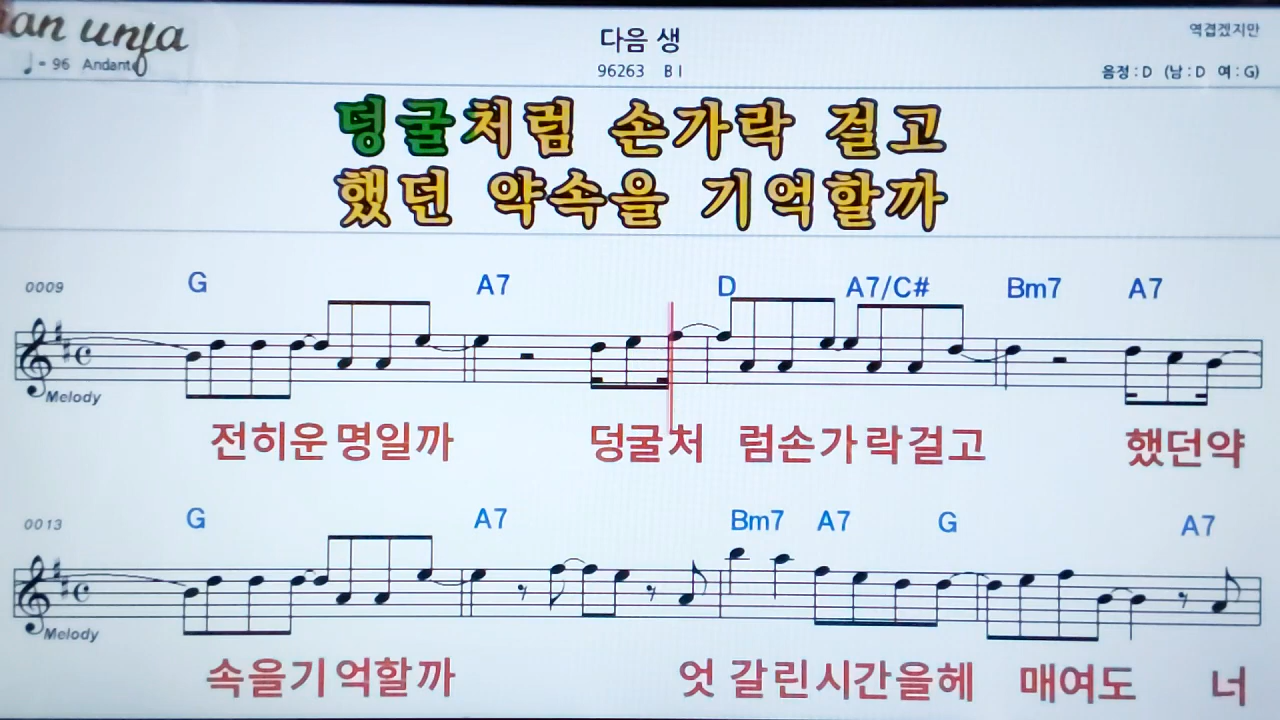 an unfa
다음 생
역겹겠지만
♩= 96 Andant
96263 B I
음정 : D (남 : D 여 : G)
덩굴처럼 손가락 걸고
했던 약속을 기억할까
0009 G A7 D A7/C# Bm7 A7
Melody
전히운명일까 덩굴처 럼손가락걸고 했던약
0013 G A7 Bm7 A7 G A7
Melody
속을기억할까 엇갈린시간을헤 매여도 너